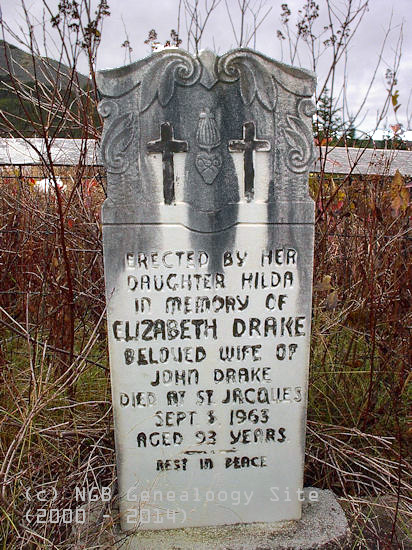 ERECTED BY HER
DAUGHTER HILDA
IN MEMORY OF
ELIZABETH DRAKE
BELOVED WIFE OF
JOHN DRAKE
DIED AT ST JACQUES
SEPT 1963
AGED 93 YEARS
REST IN PEACE
(c) NGB Genealogy Site
(2000 - 2014)